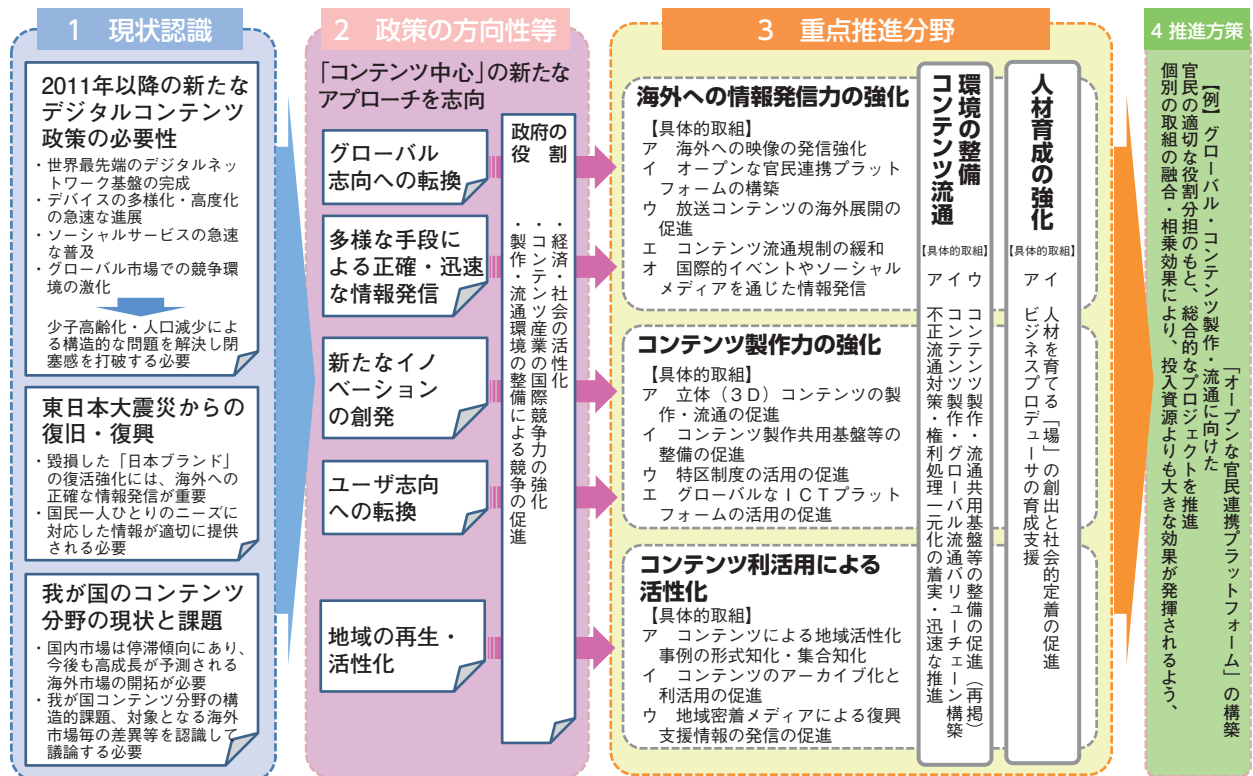 1　現状認識
2011年以降の新たな
デジタルコンテンツ
政策の必要性
・世界最先端のデジタルネッ
トワーク基盤の完成
・デバイスの多様化・高度化
の急速な進展
・ソーシャルサービスの急速
な普及
・グローバル市場での競争環
境の激化
少子高齢化・人口減少によ
る構造的な問題を解決し閉
塞感を打破する必要
東日本大震災からの
復旧・復興
・毀損した「日本ブランド」
の復活強化には、海外への
正確な情報発信が重要
・国民一人ひとりのニーズに
対応した情報が適切に提供
される必要
我が国のコンテンツ
分野の現状と課題
・国内市場は停滞傾向にあり、
今後も高成長が予測される
海外市場の開拓が必要
・我が国コンテンツ分野の構
造的課題、対象となる海外
市場毎の差異等を認識して
議論する必要
2　政策の方向性等
「コンテンツ中心」の新たな
アプローチを志向
グローバル
志向への転換
多様な手段に
よる正確・迅速
な情報発信
新たなイノ
ベーション
の創発
ユーザ志向
への転換
地域の再生・
活性化
政府の
役　割
・経済・社会の活性化
・コンテンツ産業の国際競争力の強化
・製作・流通環境の整備による競争の促進
3　重点推進分野
海外への情報発信力の強化
【具体的取組】
ア　海外への映像の発信強化
イ　オープンな官民連携プラット
フォームの構築
ウ　放送コンテンツの海外展開の
促進
エ　コンテンツ流通規制の緩和
オ　国際的イベントやソーシャル
メディアを通じた情報発信
コンテンツ製作力の強化
【具体的取組】
ア　立体（３Ｄ）コンテンツの製
作・流通の促進
イ　コンテンツ製作共用基盤等の
整備の促進
ウ　特区制度の活用の促進
エ　グローバルなＩＣＴプラット
フォームの活用の促進
コンテンツ利活用による
活性化
【具体的取組】
ア　コンテンツによる地域活性化
事例の形式知化・集合知化
イ　コンテンツのアーカイブ化と
利活用の促進
ウ　地域密着メディアによる復興
支援情報の発信の促進
コンテンツ流通
環境の整備
【具体的取組】
ア　不正流通対策・権利処理一元化の着実・迅速な推進
イ　コンテンツ製作・グローバル流通バリューチェーン構築
ウ　コンテンツ製作・流通共用基盤等の整備の促進（再掲）
人材育成の強化
【具体的取組】
ア　ビジネスプロデューサの育成支援
イ　人材を育てる「場」の創出と社会的定着の促進
4 推進方策
個別の取組の融合・相乗効果により、投入資源よりも大きな効果が発揮されるよう、
官民の適切な役割分担のもと、総合的なプロジェクトを推進
【例】グローバル・コンテンツ製作・流通に向けた
「オープンな官民連携プラットフォーム」の構築